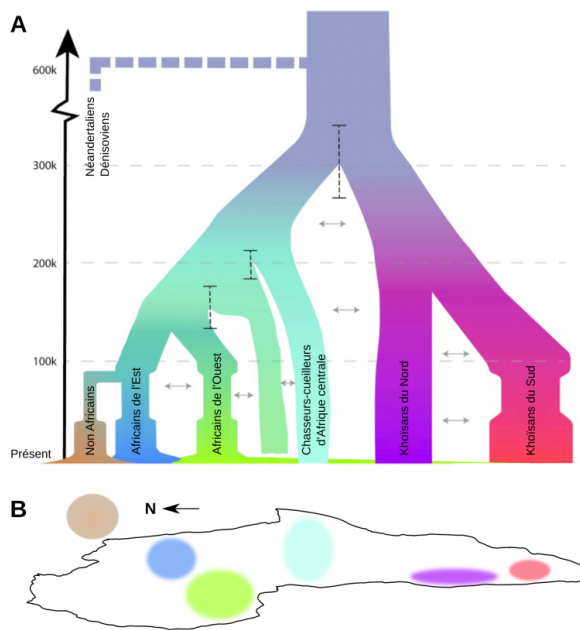 A
600k
Néandertaliens
Dénisoviens
300k
200k
100k
Présent
Non Africains
Africains de l'Est
Africains de l'Ouest
Chasseurs-cueilleurs
d'Afrique centrale
Khoïsans du Nord
Khoïsans du Sud
B
N